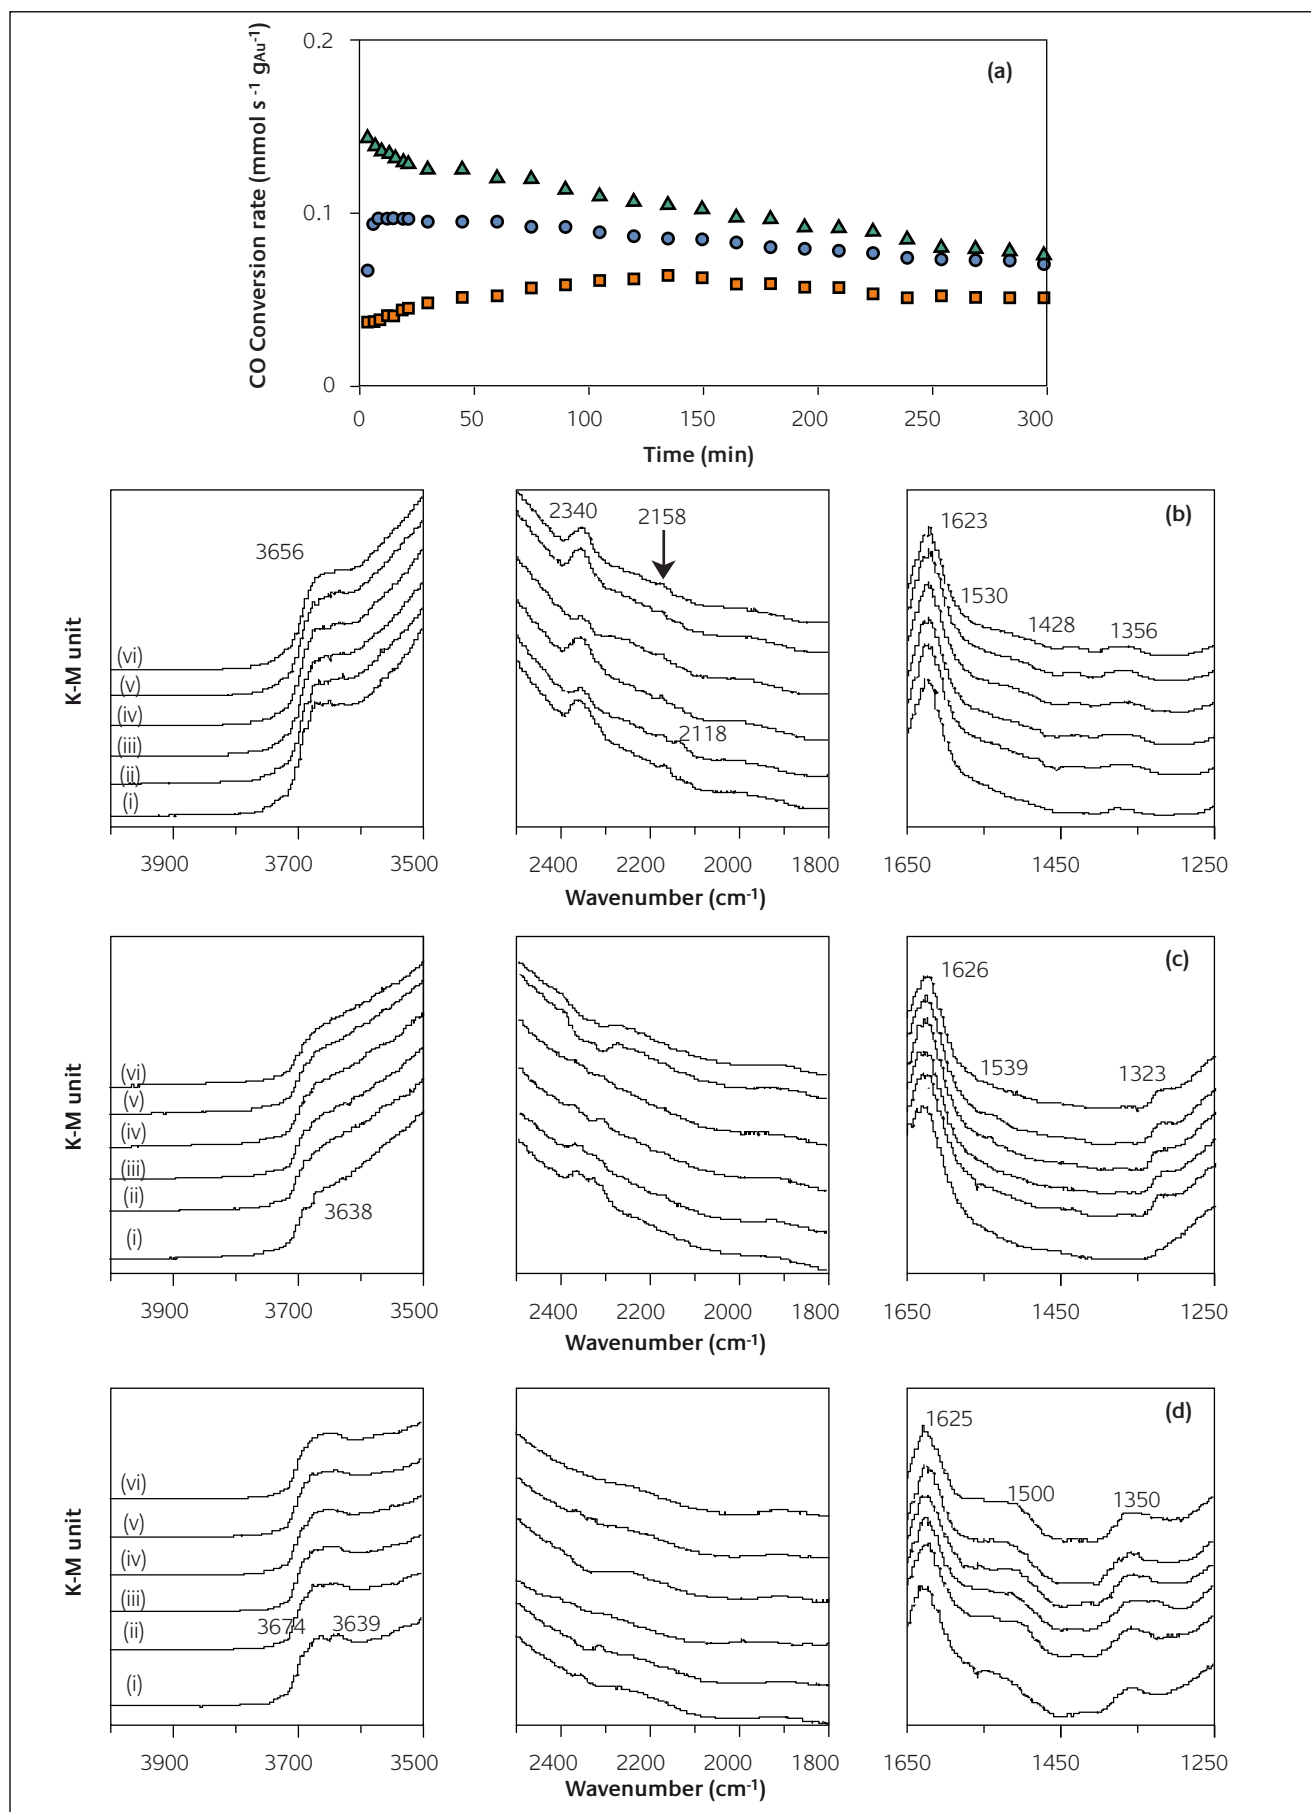 0.2
(a)
CO Conversion rate (mmol s-1 gAu-1)
0.1
0
0 50 100 150 200 250 300
Time (min)
(b)
3656
2340
2158
1623
1530
1428
1356
2118
K-M unit
(vi)
(v)
(iv)
(iii)
(ii)
(i)
3900 3700 3500
2400 2200 2000 1800
1650 1450 1250
Wavenumber (cm-1)
(c)
1626
1539
1323
K-M unit
(vi)
(v)
(iv)
(iii)
(ii)
3638
(i)
3900 3700 3500
2400 2200 2000 1800
1650 1450 1250
Wavenumber (cm-1)
(d)
1625
1500
1350
K-M unit
(vi)
(v)
(iv)
(iii)
(ii)
3674
3639
(i)
3900 3700 3500
2400 2200 2000 1800
1650 1450 1250
Wavenumber (cm-1)